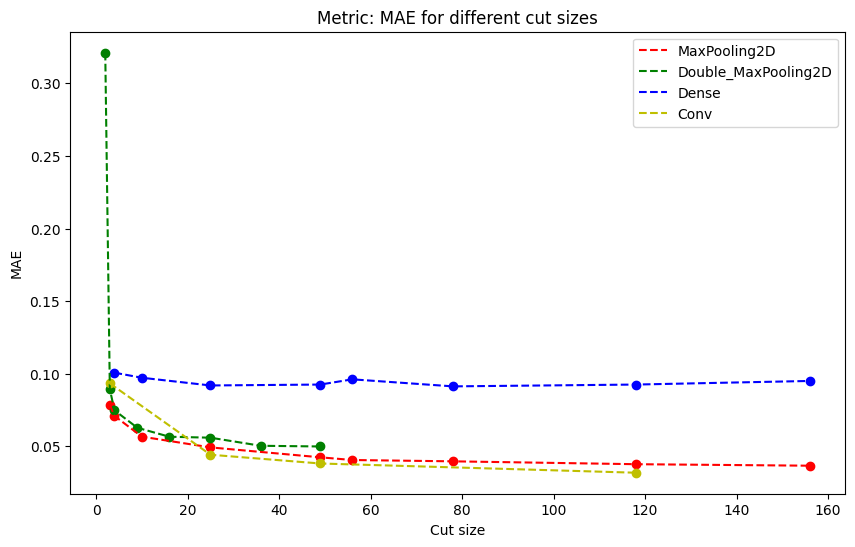 Metric: MAE for different cut sizes
MaxPooling2D
Double_MaxPooling2D
Dense
Conv
MAE
0.30
0.25
0.20
0.15
0.10
0.05
0 20 40 60 80 100 120 140 160
Cut size